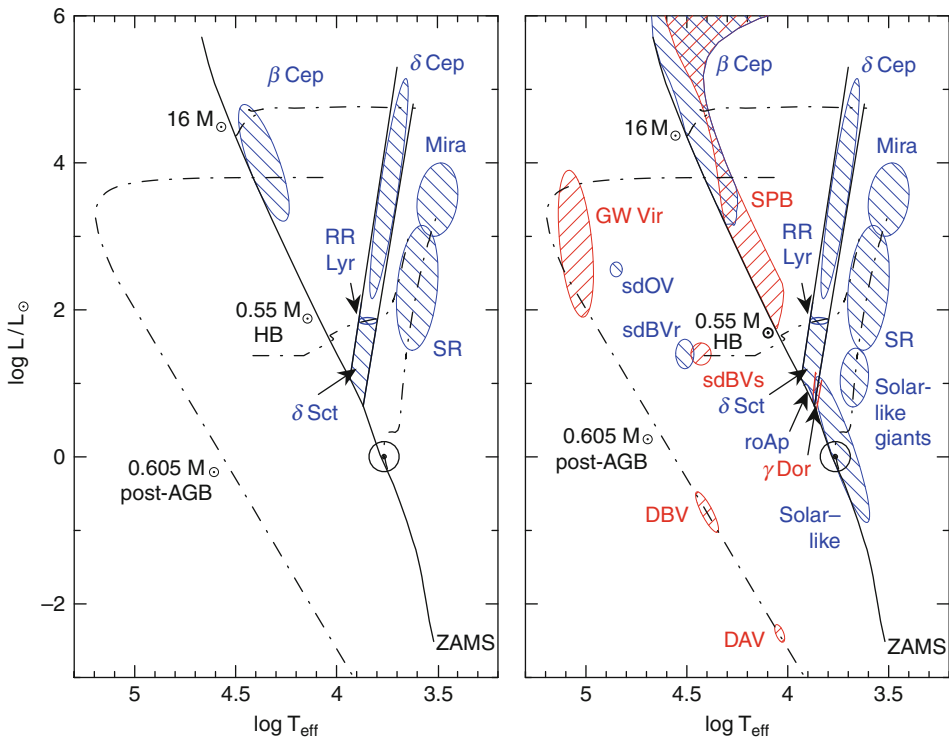 6
4
2
0
−2
log L/L⊙
5
4.5
4
3.5
log Teff
β Cep
δ Cep
16 M⊙
Mira
RR
Lyr
0.55 M⊙
HB
SR
δ Sct
0.605 M⊙
post-AGB
ZAMS
β Cep
δ Cep
16 M⊙
Mira
SPB
GW Vir
RR
Lyr
sdOV
0.55 M⊙
HB
sdBVr
SR
sdBVs
δ Sct
Solar-
like
giants
roAp
0.605 M⊙
post-AGB
γ Dor
Solar–
like
DBV
DAV
ZAMS
5
4.5
4
3.5
log Teff